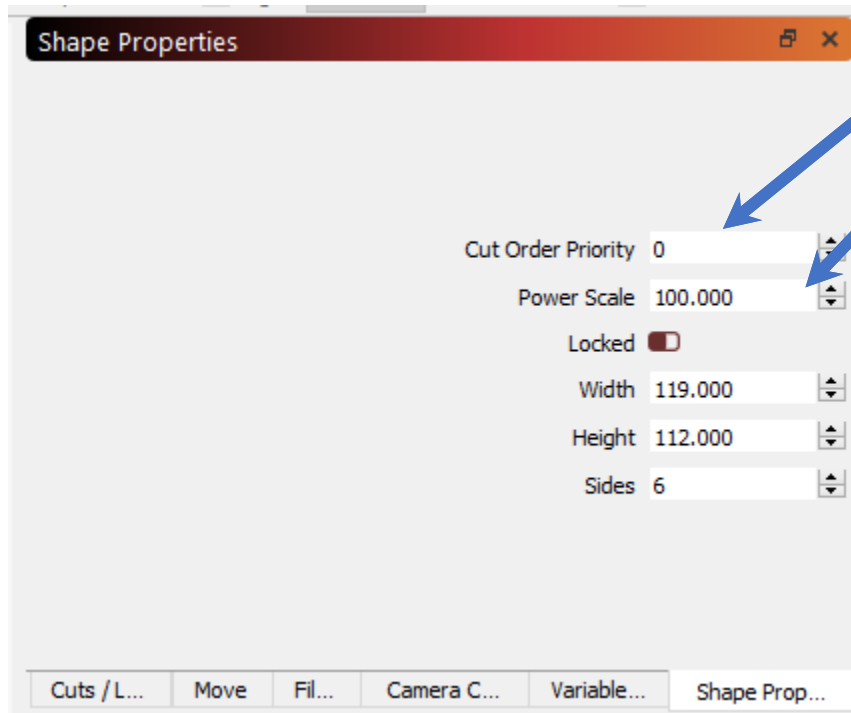 Shape Properties
Cut Order Priority 0
Power Scale 100.000
Locked
Width 119.000
Height 112.000
Sides 6
Cuts / L... Move Fil... Camera C... Variable... Shape Prop...